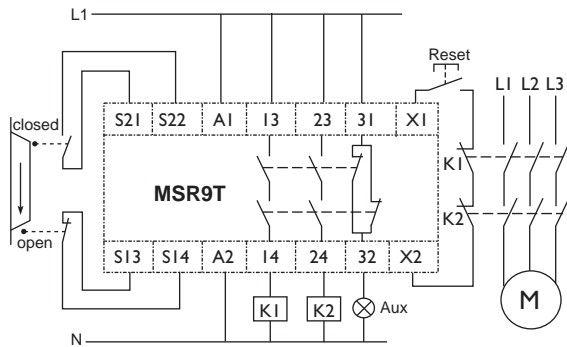 L1
Reset
L1 L2 L3
closed
S21 S22 A1 13 23 31 X1
K1
MSR9T
K2
open
S13 S14 A2 14 24 32 X2
K1 K2 Aux
M
N